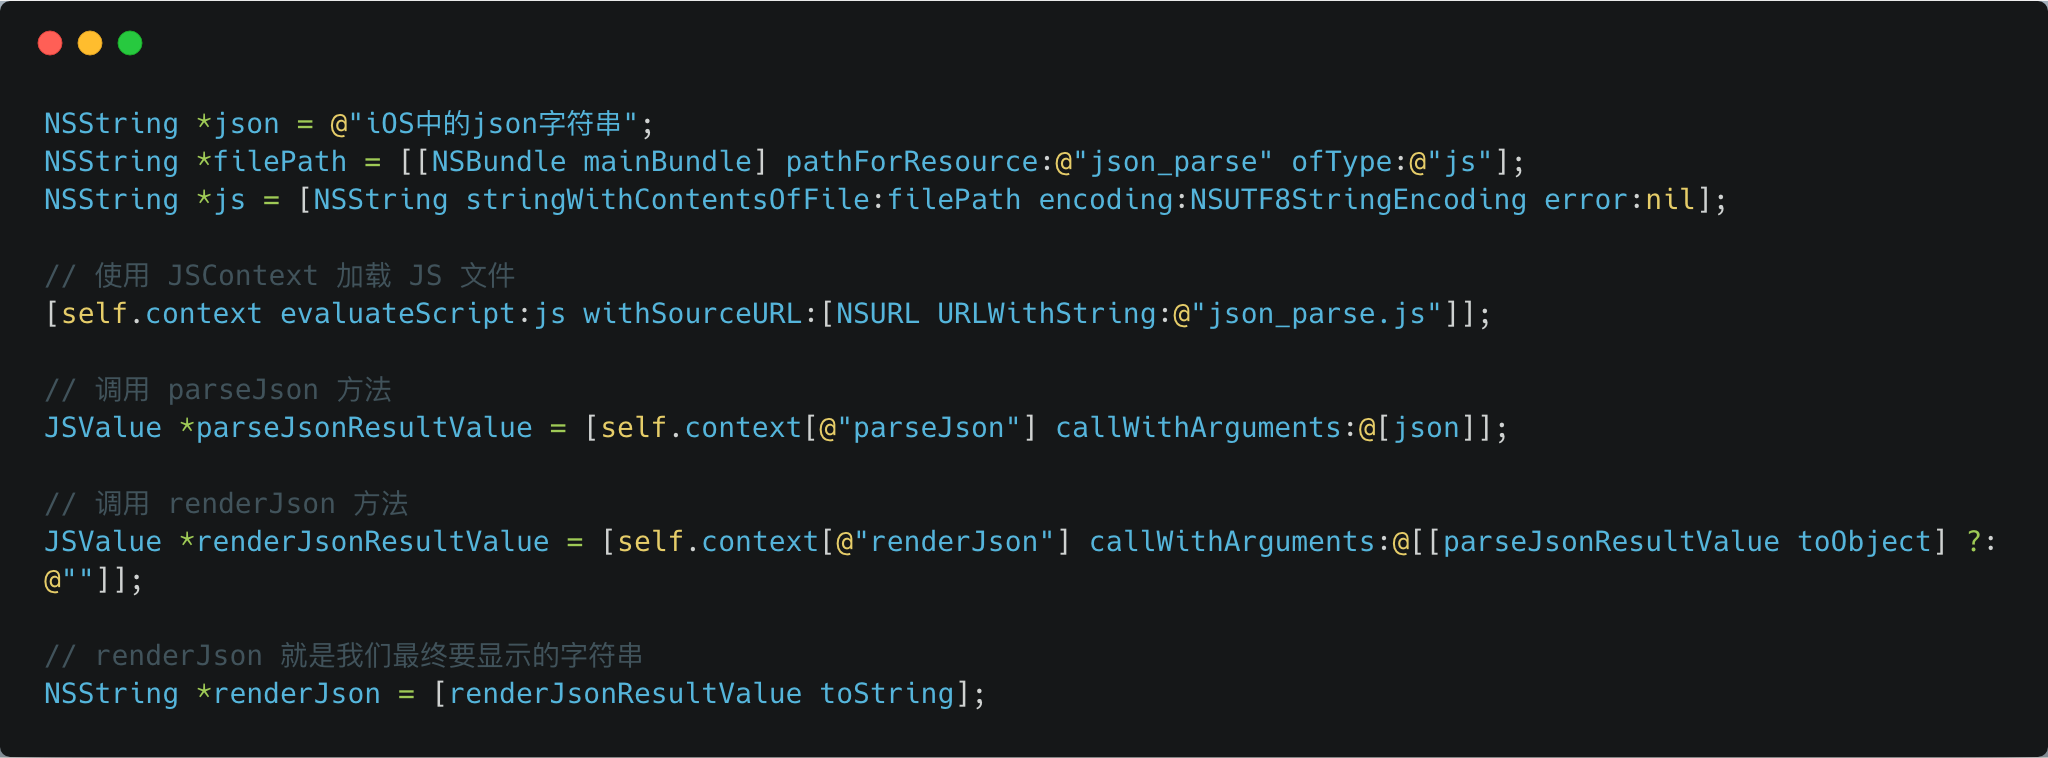 NSString *json = @"iOS中的json字符串";
NSString *filePath = [[NSBundle mainBundle] pathForResource:@"json_parse" ofType:@"js"];
NSString *js = [NSString stringWithContentsOfFile:filePath encoding:NSUTF8StringEncoding error:nil];
// 使用 JSContext 加载 JS 文件
[self.context evaluateScript:js withSourceURL:[NSURL URLWithString:@"json_parse.js"]];
// 调用 parseJson 方法
JSValue *parseJsonResultValue = [self.context[@"parseJson"] callWithArguments:@[json]];
// 调用 renderJson 方法
JSValue *renderJsonResultValue = [self.context[@"renderJson"] callWithArguments:@[[parseJsonResultValue toObject] ?:
@""]];
// renderJson 就是我们最终要显示的字符串
NSString *renderJson = [renderJsonResultValue toString];